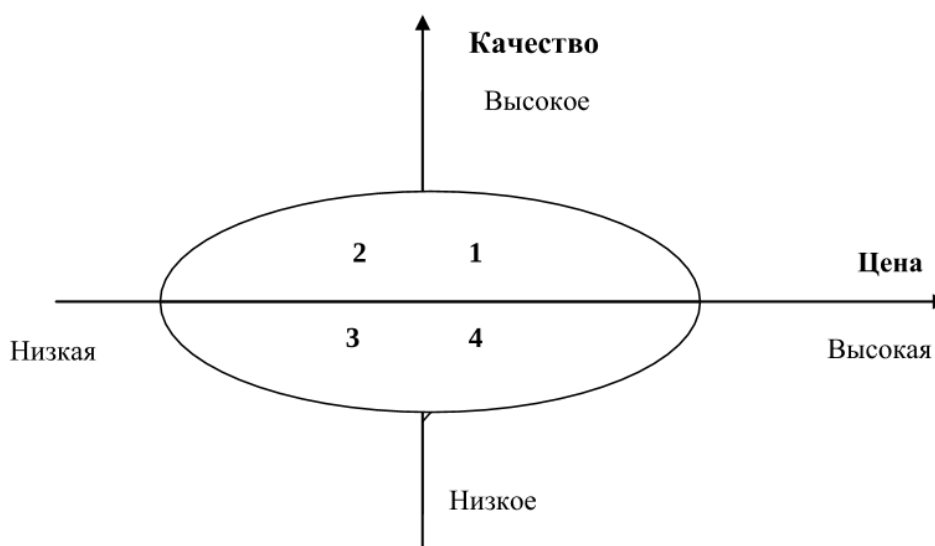 Качество
Высокое
2 1
Цена
3 4
Низкая
Высокая
Низкое